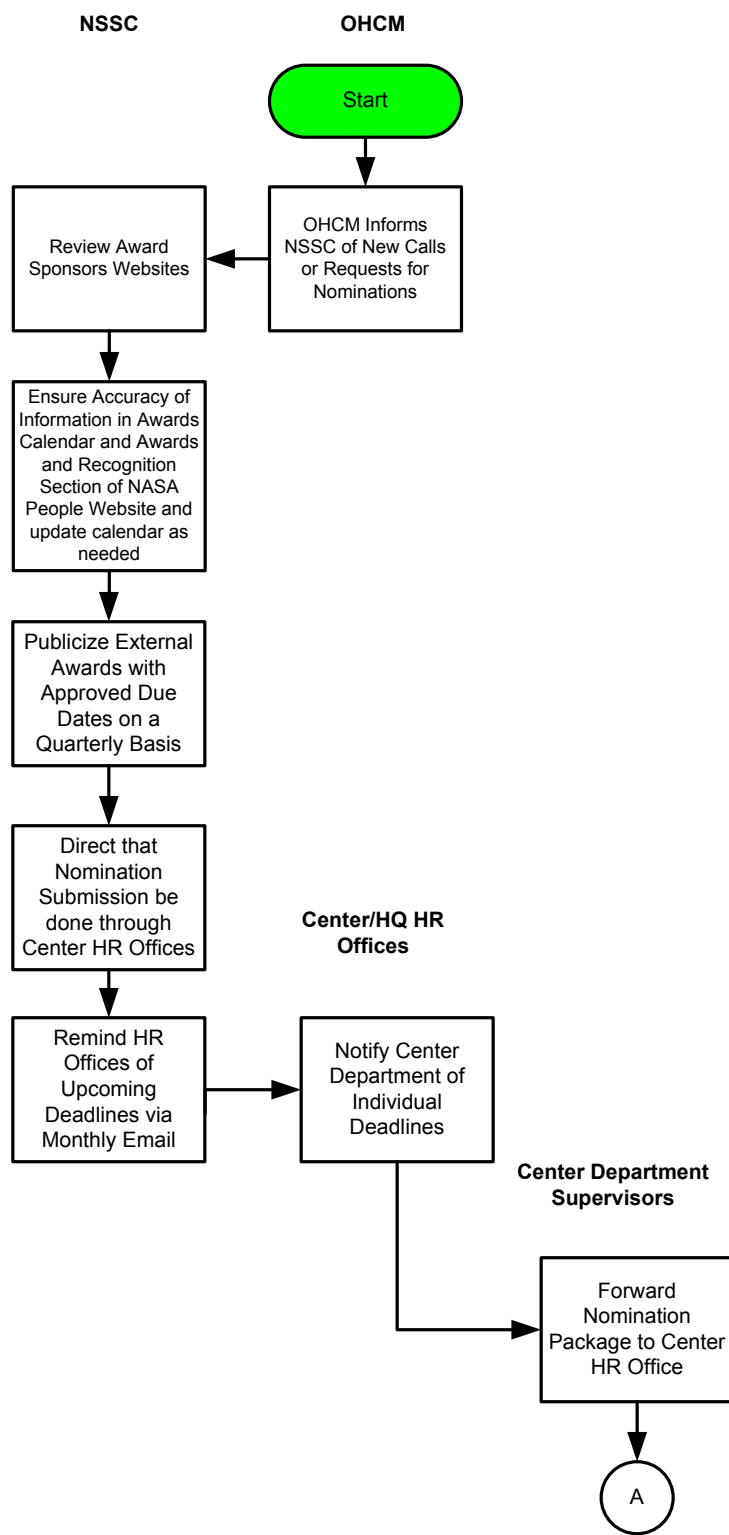 NSSC
OHCM
Start
OHCM Informs
NSSC of New Calls
or Requests for
Nominations
Review Award
Sponsors Websites
Ensure Accuracy of
Information in Awards
Calendar and Awards
and Recognition
Section of NASA
People Website and
update calendar as
needed
Publicize External
Awards with
Approved Due
Dates on a
Quarterly Basis
Direct that
Nomination
Submission be
done through
Center HR Offices
Center/HQ HR
Offices
Remind HR
Offices of
Upcoming
Deadlines via
Monthly Email
Notify Center
Department of
Individual
Deadlines
Center Department
Supervisors
Forward
Nomination
Package to Center
HR Office
A